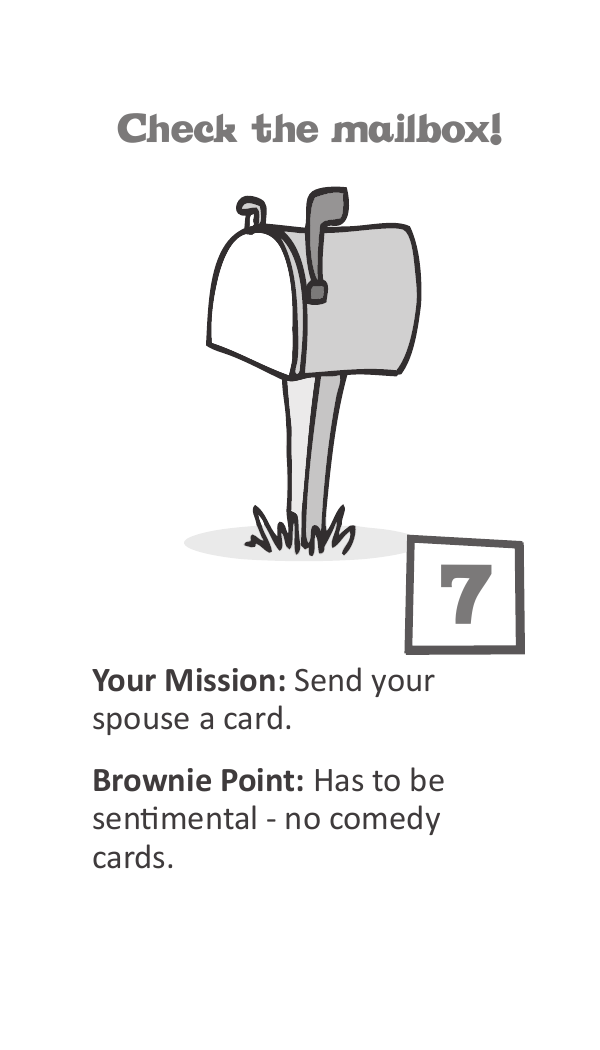 Check the mailbox!
7
Your Mission: Send your
spouse a card.
Brownie Point: Has to be
sentimental - no comedy
cards.